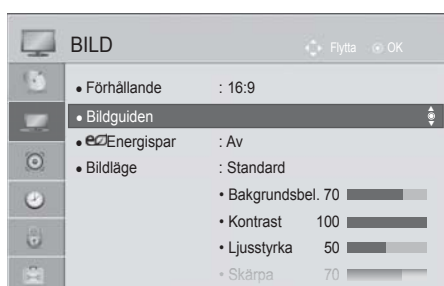 BILD
Flytta OK
• Förhållande : 16:9
• Bildguiden
• eco Energispar : Av
• Bildläge : Standard
• Bakgrundsbel. 70
• Kontrast 100
• Ljusstyrka 50
• Skärpa 70